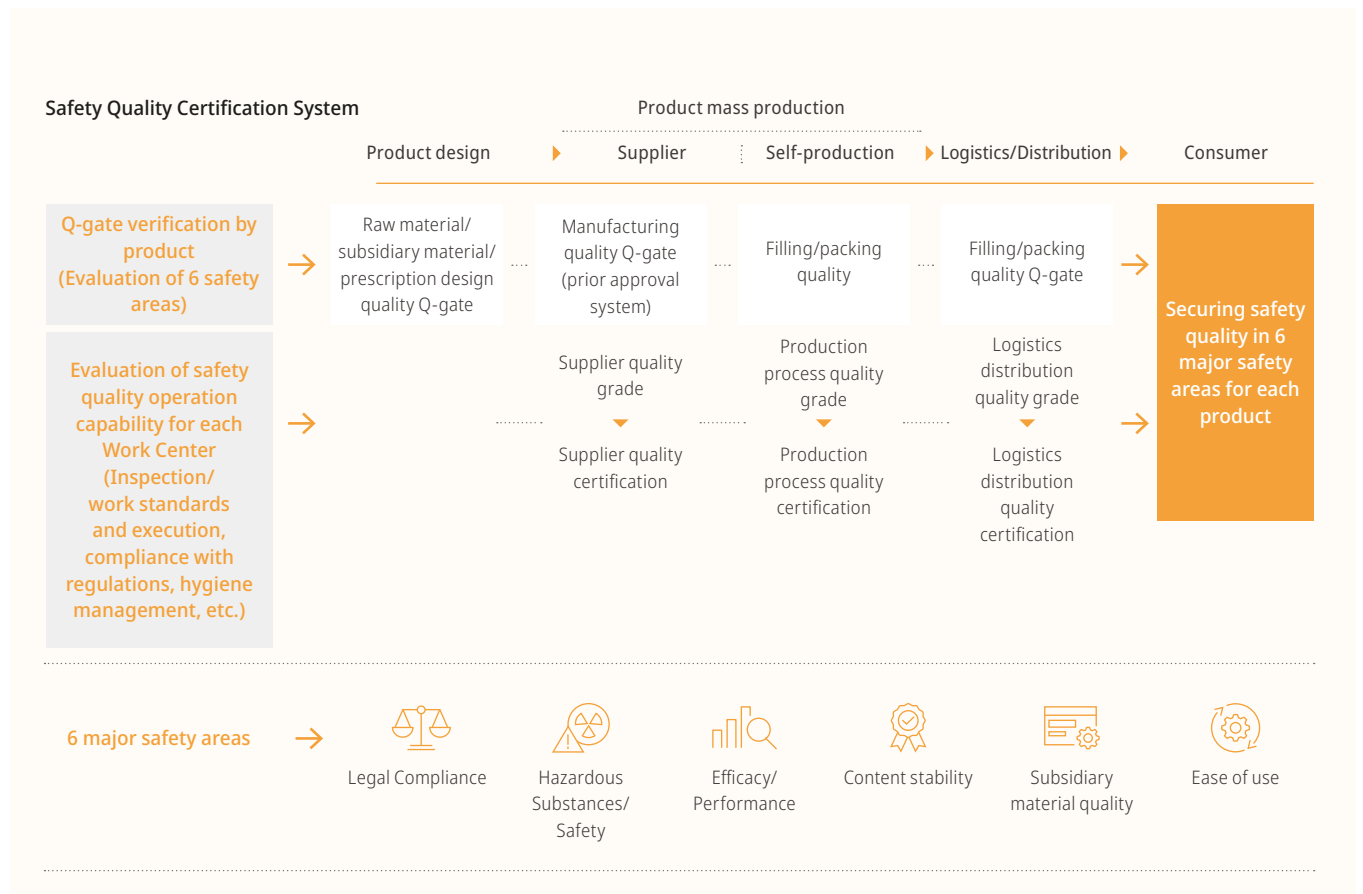 Safety Quality Certification System
Product mass production
Product design
Supplier
Self-production
Logistics/Distribution
Consumer
Q-gate verification by
product
(Evaluation of 6 safety
areas)
Raw material/
subsidiary material/
prescription design
quality Q-gate
Manufacturing
quality Q-gate
(prior approval
system)
Filling/packing
quality
Filling/packing
quality Q-gate
Securing safety
quality in 6
major safety
areas for each
product
Evaluation of safety
quality operation
capability for each
Work Center
(Inspection/
work standards
and execution,
compliance with
regulations, hygiene
management, etc.)
Supplier quality
grade
Supplier quality
certification
Production
process quality
grade
Production
process quality
certification
Logistics
distribution
quality grade
Logistics
distribution
quality
certification
6 major safety areas
Legal Compliance
Hazardous
Substances/
Safety
Efficacy/
Performance
Content stability
Subsidiary
material quality
Ease of use